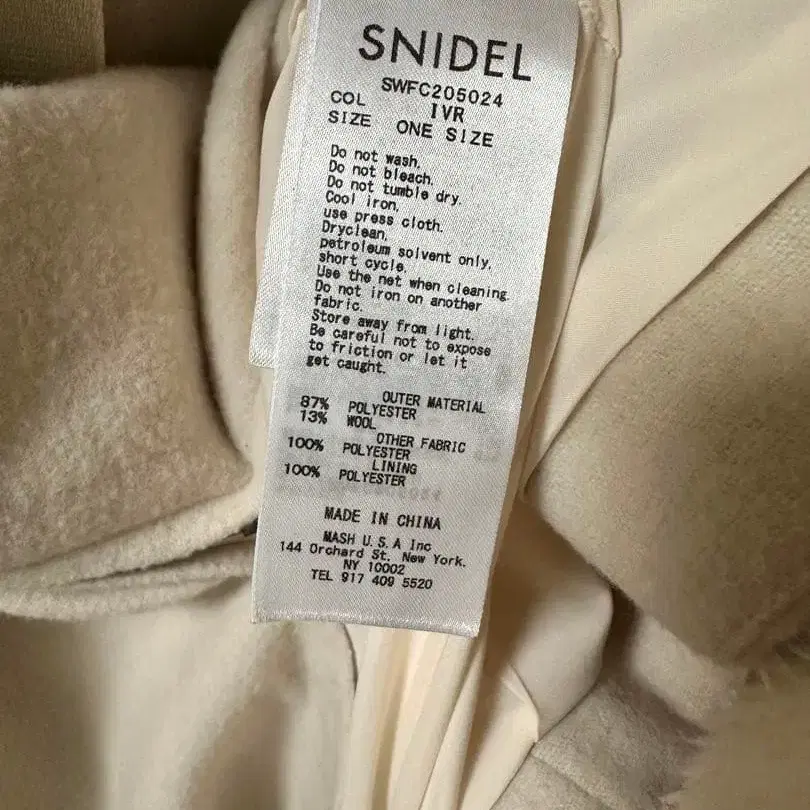 SNIDEL
SWFC205024
COL IVR
SIZE ONE SIZE
Do not wash.
Do not bleach.
Do not tumble dry.
Cool iron,
use press cloth.
Dryclean,
petroleum solvent only,
short cycle.
Use the net when cleaning.
Do not iron on another
fabric.
Store away from light.
Be careful not to expose
to friction or let it
get caught.
OUTER MATERIAL
87% POLYESTER
13% WOOL
OTHER FABRIC
100% POLYESTER
LINING
100% POLYESTER
MADE IN CHINA
MASH U.S.A Inc
144 Orchard St. New York.
NY 10002
TEL 917 409 5520